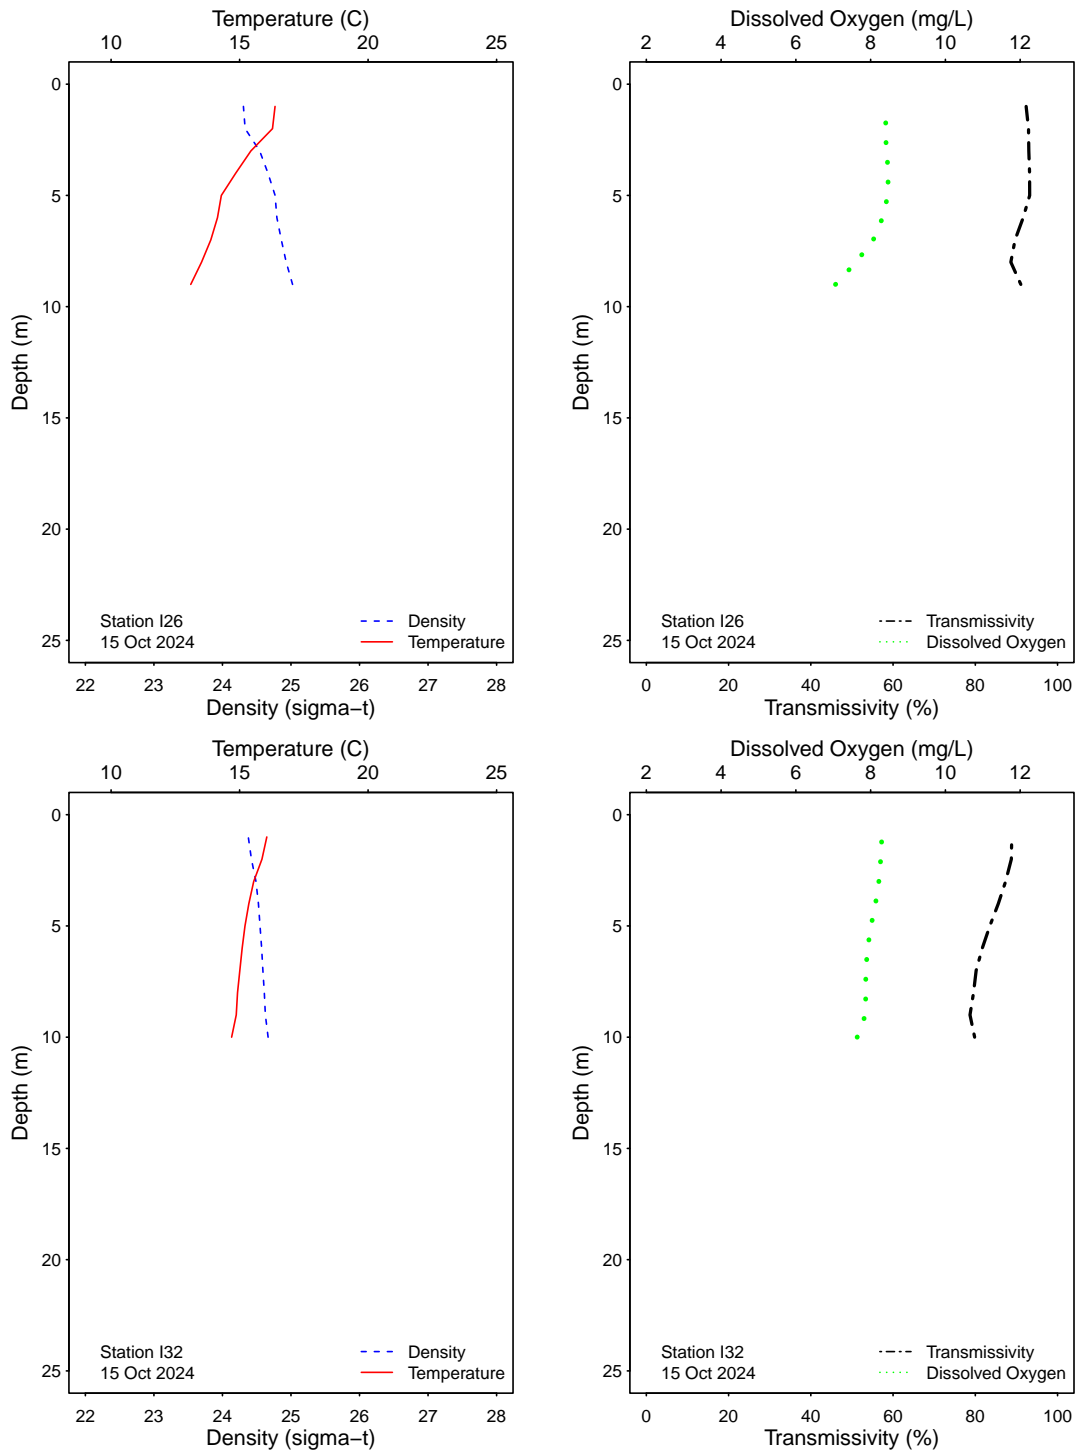 Temperature (C)
10 15 20 25
0
5
10
15
20
25
Depth (m)
Station I26
15 Oct 2024
Density
Temperature
22 23 24 25 26 27 28
Density (sigma−t)
Dissolved Oxygen (mg/L)
2 4 6 8 10 12
0
5
10
15
20
25
Depth (m)
Station I26
15 Oct 2024
Transmissivity
Dissolved Oxygen
0 20 40 60 80 100
Transmissivity (%)
Temperature (C)
10 15 20 25
0
5
10
15
20
25
Depth (m)
Station I32
15 Oct 2024
Density
Temperature
22 23 24 25 26 27 28
Density (sigma−t)
Dissolved Oxygen (mg/L)
2 4 6 8 10 12
0
5
10
15
20
25
Depth (m)
Station I32
15 Oct 2024
Transmissivity
Dissolved Oxygen
0 20 40 60 80 100
Transmissivity (%)